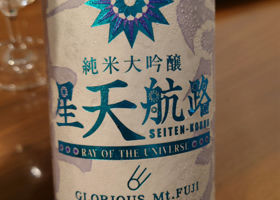 純米大吟醸
星天航路
SEITEN-KOURO
RAY OF THE UNIVERSE
GLORIOUS Mt.FUJI